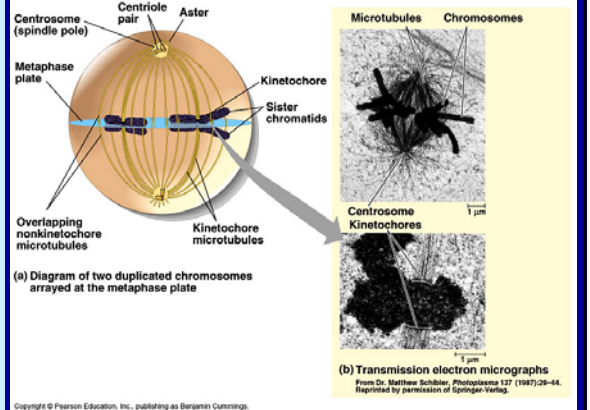 Centrosome
(spindle pole)
Centriole
pair
Aster
Metaphase
plate
Kinetochore
Sister
chromatids
Overlapping
nonkinetochore
microtubules
Kinetochore
microtubules
(a) Diagram of two duplicated chromosomes
arrayed at the metaphase plate
Microtubules
Chromosomes
Centrosome
1 µm
Kinetochores
1 µm
(b) Transmission electron micrographs
From Dr. Matthew Schibler, Photoplasma 137 (1987):29–44.
Reprinted by permission of Springer-Verlag.
Copyright © Pearson Education, Inc., publishing as Benjamin Cummings.